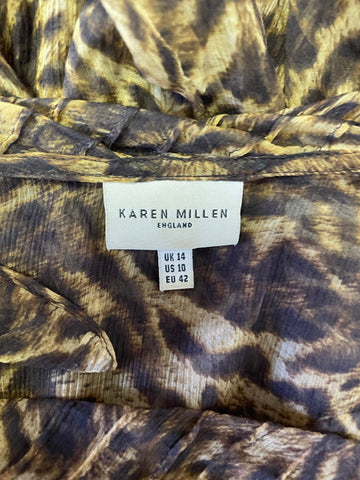 KAREN MILLEN
ENGLAND
UK 14
US 10
EU 42